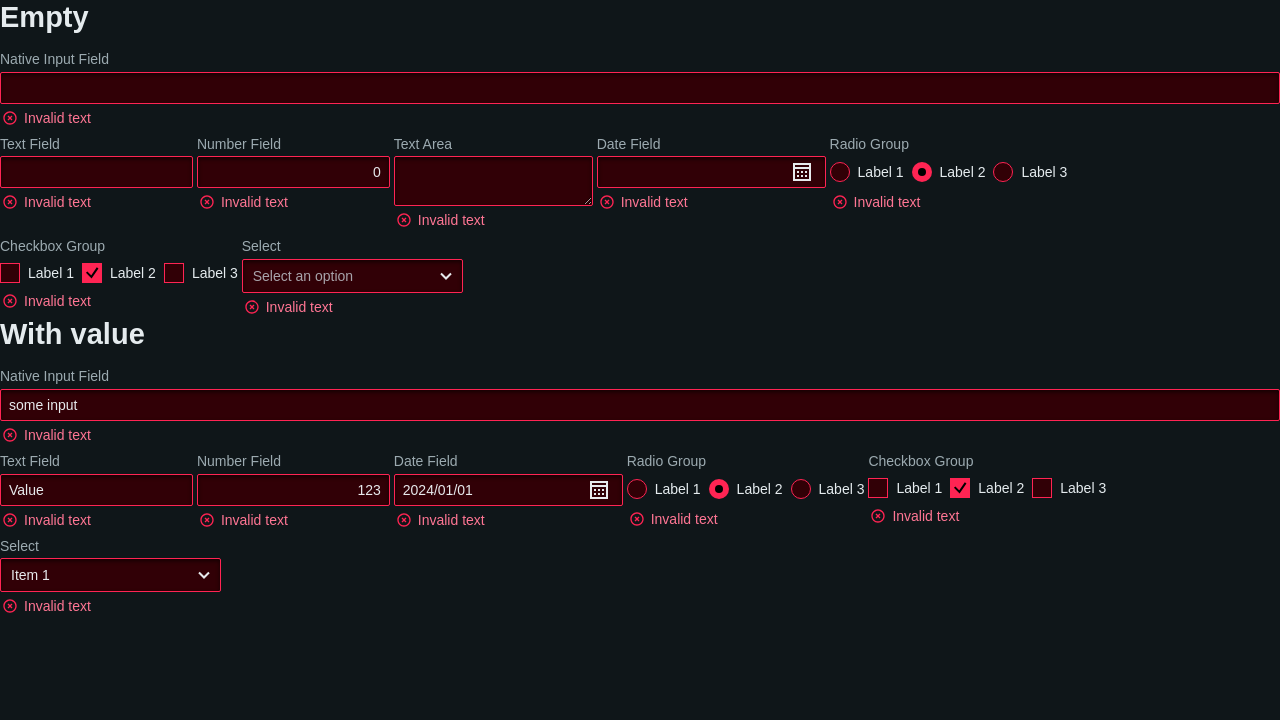 Empty
Native Input Field
Invalid text
Text Field Number Field Text Area Date Field Radio Group
0 Label 1 Label 2 Label 3
Invalid text Invalid text Invalid text Invalid text Invalid text
Checkbox Group Select
Label 1 Label 2 Label 3 Select an option
Invalid text Invalid text
With value
Native Input Field
some input
Invalid text
Text Field Number Field Date Field Radio Group Checkbox Group
Value 123 2024/01/01 Label 1 Label 2 Label 3 Label 1 Label 2 Label 3
Invalid text Invalid text Invalid text Invalid text Invalid text
Select
Item 1
Invalid text